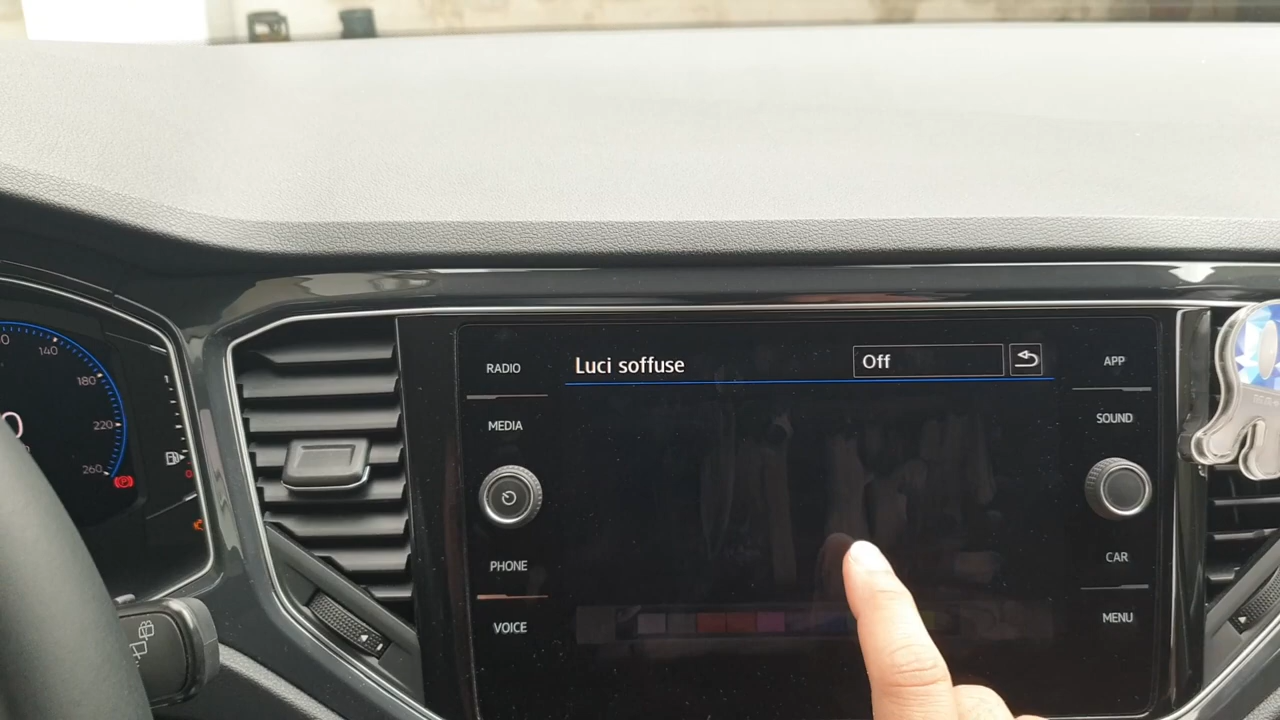 140
180
220
260
RADIO
MEDIA
PHONE
VOICE
Luci soffuse
Off
APP
SOUND
CAR
MENU